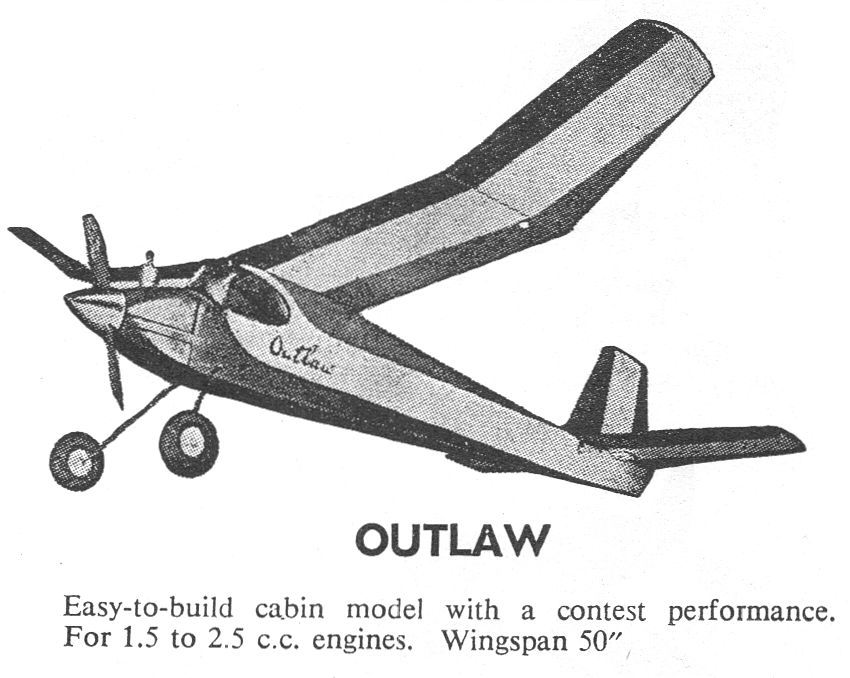 Outlaw
OUTLAW
Easy-to-build cabin model with a contest performance.
For 1.5 to 2.5 c.c. engines. Wingspan 50″